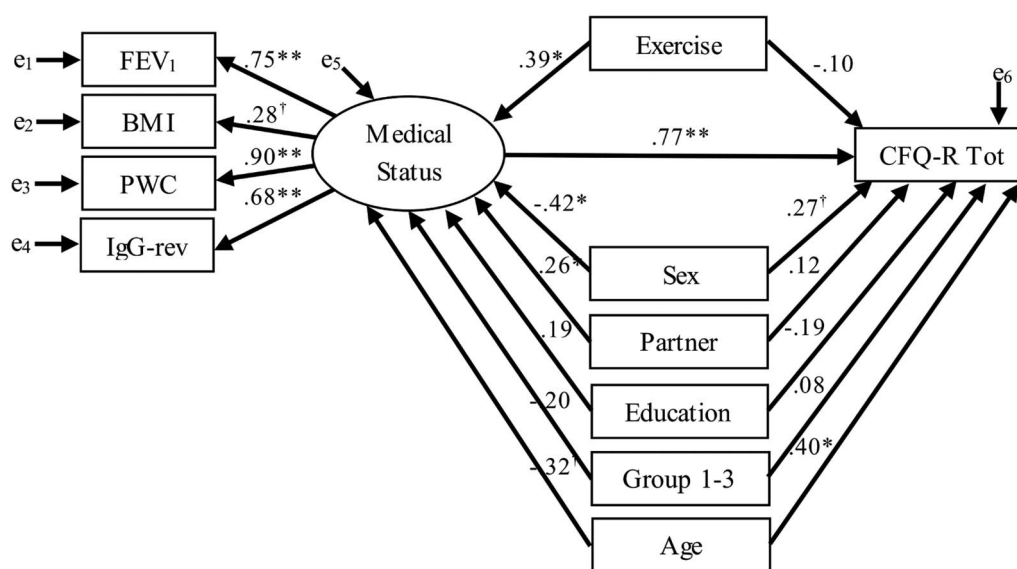 Exercise
e₁
FEV₁
.75**
e₅
.39*
-.10
e₆
e₂
BMI
.28†
Medical
Status
.77**
CFQ-R Tot
e₃
PWC
.90**
e₄
IgG-rev
.68**
-.42*
Sex
.27†
.26*
Partner
.12
.19
Education
-.19
-.20
Group 1-3
.08
-.32†
Age
.40*